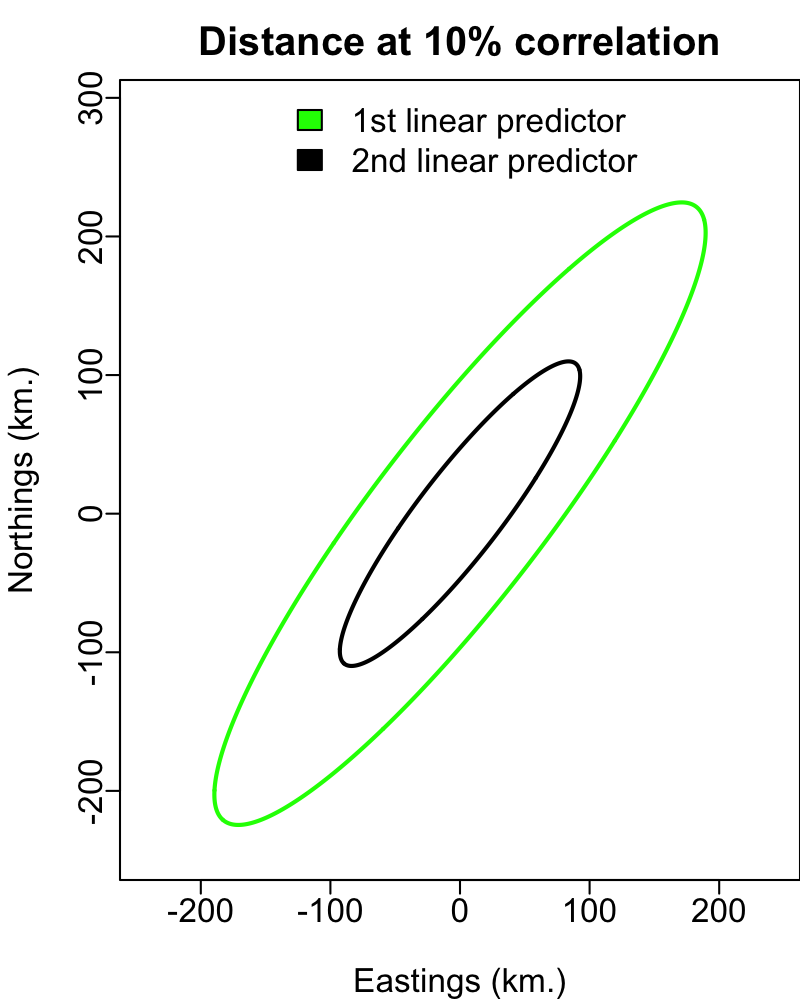 Distance at 10% correlation
1st linear predictor
2nd linear predictor
300
200
100
0
-100
-200
Northings (km.)
-200 -100 0 100 200
Eastings (km.)